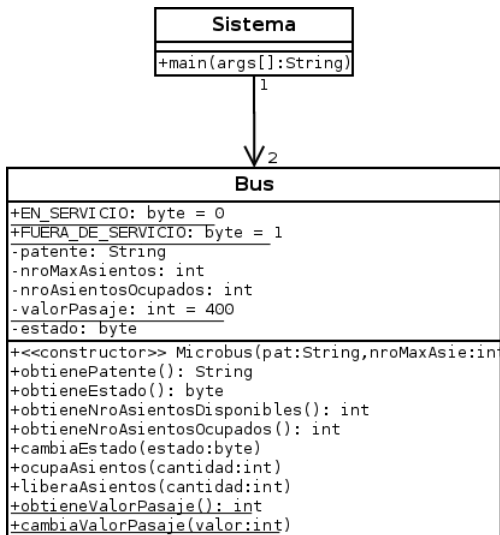 Sistema
+main(args[]:String)
1
2
Bus
+EN_SERVICIO: byte = 0
+FUERA_DE_SERVICIO: byte = 1
-patente: String
-nroMaxAsientos: int
-nroAsientosOcupados: int
-valorPasaje: int = 400
-estado: byte
+<<constructor>> Microbus(pat:String,nroMaxAsie:int
+obtienePatente(): String
+obtieneEstado(): byte
+obtieneNroAsientosDisponibles(): int
+obtieneNroAsientosOcupados(): int
+cambiaEstado(estado:byte)
+ocupaAsientos(cantidad:int)
+liberaAsientos(cantidad:int)
+obtieneValorPasaje(): int
+cambiaValorPasaje(valor:int)